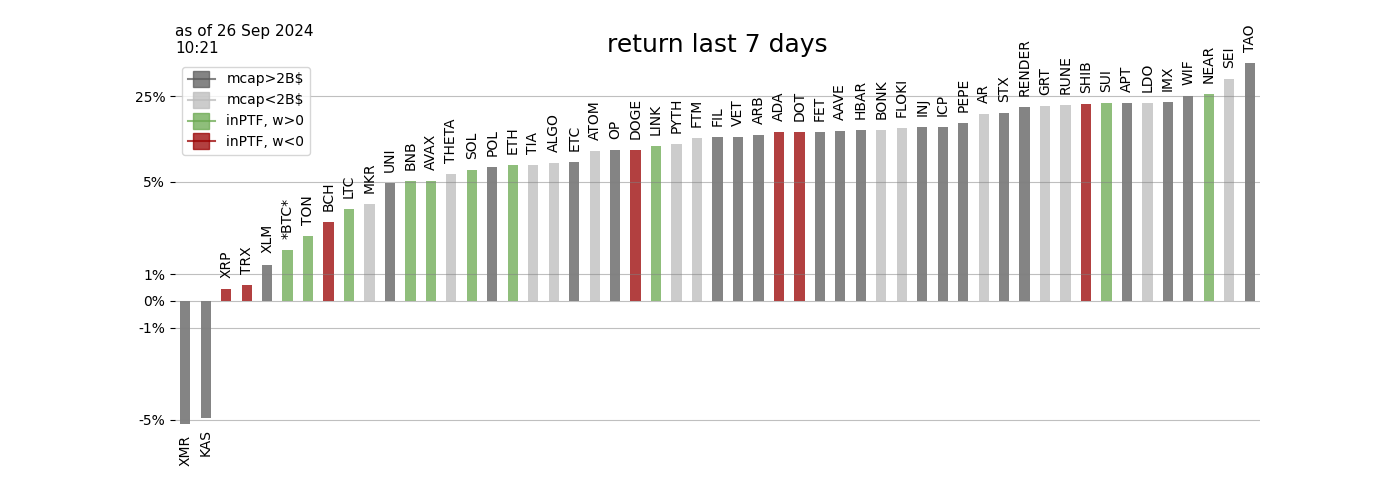 as of 26 Sep 2024
10:21
return last 7 days
mcap>2B$
mcap<2B$
inPTF, w>0
inPTF, w<0
25%
5%
1%
0%
-1%
-5%
XMR
KAS
XRP
TRX
XLM
*BTC*
TON
BCH
LTC
MKR
UNI
BNB
AVAX
THETA
SOL
POL
ETH
TIA
ALGO
ETC
ATOM
OP
DOGE
LINK
PYTH
FTM
FIL
VET
ARB
ADA
DOT
FET
AAVE
HBAR
BONK
FLOKI
INJ
ICP
PEPE
AR
STX
RENDER
GRT
RUNE
SHIB
SUI
APT
LDO
IMX
WIF
NEAR
SEI
TAO